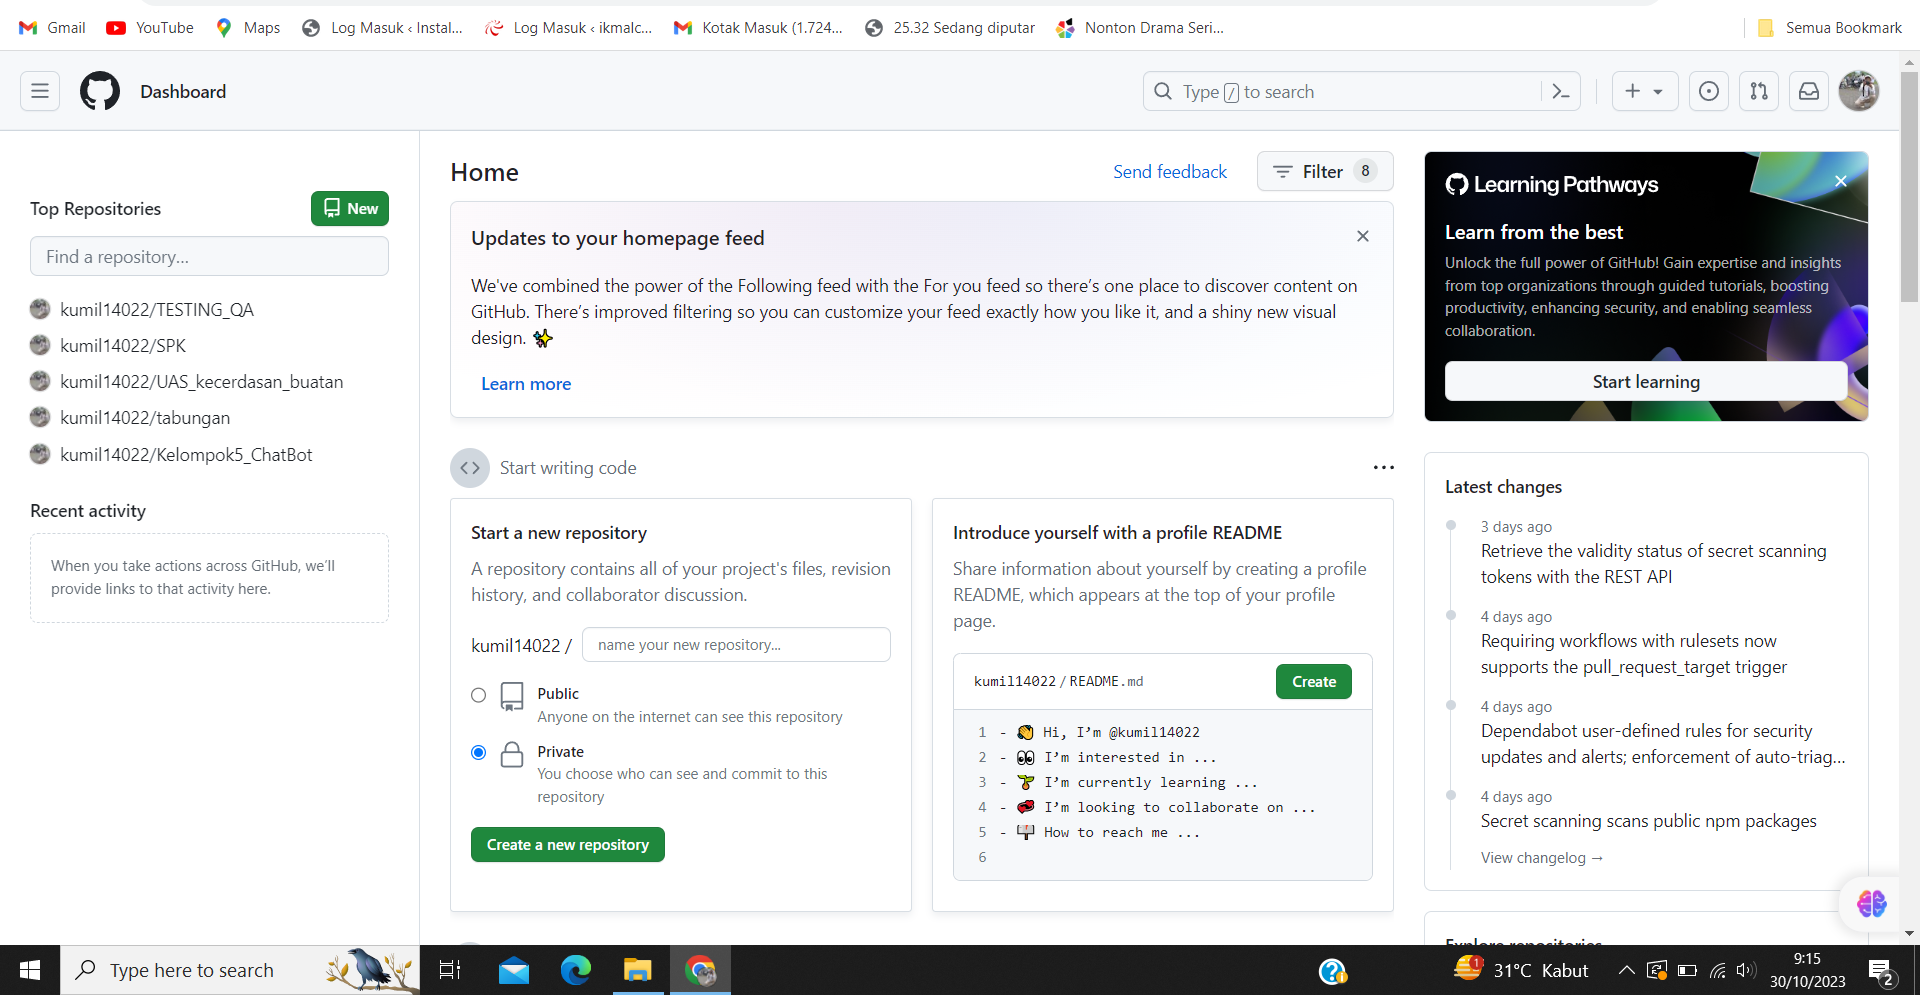 Gmail
YouTube
Maps
Log Masuk ‹ Instal...
Log Masuk ‹ ikmalc...
Kotak Masuk (1.724...
25.32 Sedang diputar
Nonton Drama Seri...
Semua Bookmark
Dashboard
Type / to search
Top Repositories
New
Find a repository...
kumil14022/TESTING_QA
kumil14022/SPK
kumil14022/UAS_kecerdasan_buatan
kumil14022/tabungan
kumil14022/Kelompok5_ChatBot
Recent activity
When you take actions across GitHub, we'll
provide links to that activity here.
Home
Send feedback
Filter 8
Updates to your homepage feed
We've combined the power of the Following feed with the For you feed so there's one place to discover content on
GitHub. There's improved filtering so you can customize your feed exactly how you like it, and a shiny new visual
design. ✨
Learn more
Start writing code
Start a new repository
A repository contains all of your project's files, revision
history, and collaborator discussion.
kumil14022 /
name your new repository...
Public
Anyone on the internet can see this repository
Private
You choose who can see and commit to this
repository
Create a new repository
Introduce yourself with a profile README
Share information about yourself by creating a profile
README, which appears at the top of your profile
page.
kumil14022 / README.md
Create
1 - 👋 Hi, I’m @kumil14022
2 - 👀 I’m interested in ...
3 - 🌱 I’m currently learning ...
4 - 💞️ I’m looking to collaborate on ...
5 - 📫 How to reach me ...
6
Learning Pathways
Learn from the best
Unlock the full power of GitHub! Gain expertise and insights
from top organizations through guided tutorials, boosting
productivity, enhancing security, and enabling seamless
collaboration.
Start learning
Latest changes
3 days ago
Retrieve the validity status of secret scanning
tokens with the REST API
4 days ago
Requiring workflows with rulesets now
supports the pull_request_target trigger
4 days ago
Dependabot user-defined rules for security
updates and alerts; enforcement of auto-triag...
4 days ago
Secret scanning scans public npm packages
View changelog →
Explore repositories
Type here to search
1
31°C Kabut
9:15
30/10/2023
2